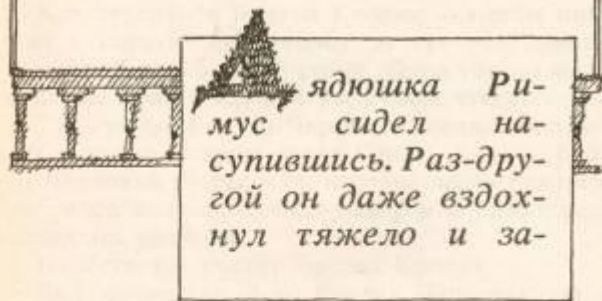 Дядюшка Ри-
мус сидел на-
супившись. Раз-дру-
гой он даже вздох-
нул тяжело и за-